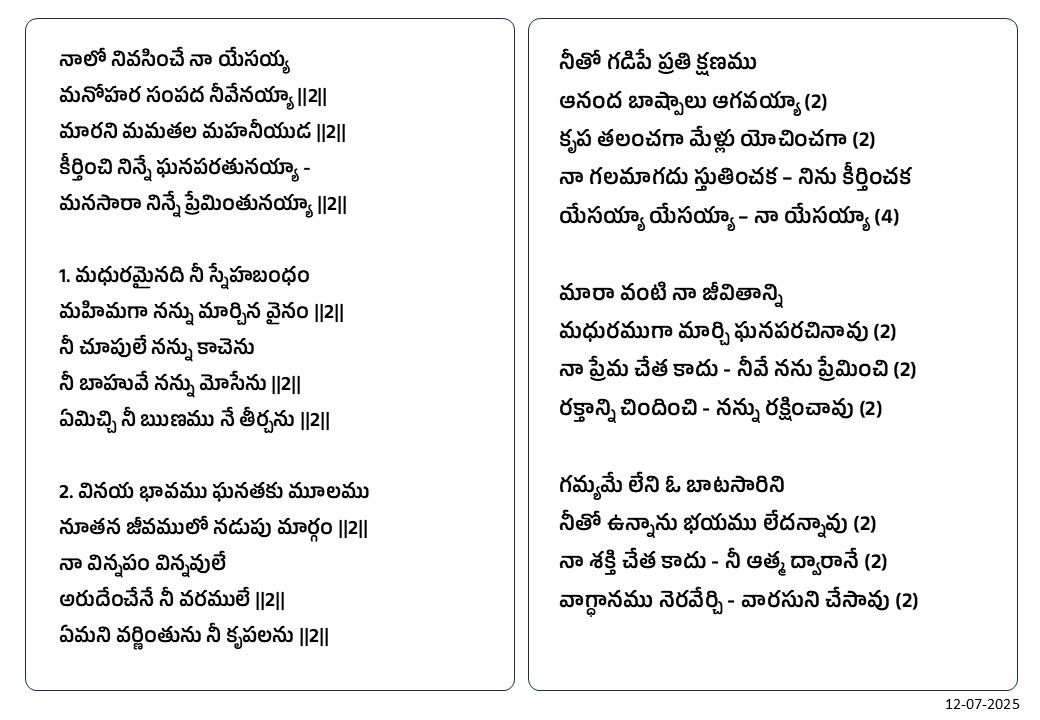 నాలో నివసించే నా యేసయ్య
మనోహర సంపద నీవేనయ్యా ||2||
మారని మమతల మహనీయుడ ||2||
కీర్తించి నిన్నే ఘనపరతునయ్యా -
మనసారా నిన్నే ప్రేమింతునయ్యా ||2||
1. మధురమైనది నీ స్నేహబంధం
మహిమగా నన్ను మార్చిన వైనం ||2||
నీ చూపులే నన్ను కాచెను
నీ బాహువే నన్ను మోసేను ||2||
ఏమిచ్చి నీ ఋణము నే తీర్చను ||2||
2. వినయ భావము ఘనతకు మూలము
నూతన జీవములో నడుపు మార్గం ||2||
నా విన్నపం విన్నవులే
అరుదేంచేనే నీ వరములే ||2||
ఏమని వర్ణింతును నీ కృపలను ||2||
నీతో గడిపే ప్రతి క్షణము
ఆనంద బాష్పాలు ఆగవయ్యా (2)
కృప తలంచగా మేళ్లు యోచించగా (2)
నా గలమాగదు స్తుతించక – నిను కీర్తించక
యేసయ్యా యేసయ్యా – నా యేసయ్యా (4)
మారా వంటి నా జీవితాన్ని
మధురముగా మార్చి ఘనపరచినావు (2)
నా ప్రేమ చేత కాదు - నీవే నను ప్రేమించి (2)
రక్తాన్ని చిందించి - నన్ను రక్షించావు (2)
గమ్యమే లేని ఓ బాటసారిని
నీతో ఉన్నాను భయము లేదన్నావు (2)
నా శక్తి చేత కాదు - నీ ఆత్మ ద్వారానే (2)
వాగ్ధానము నెరవేర్చి - వారసుని చేసావు (2)
12-07-2025